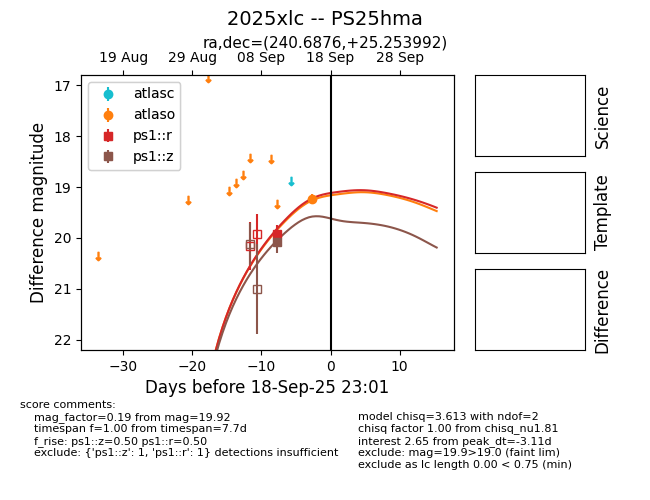 2025xlc -- PS25hma
ra,dec=(240.6876,+25.253992)
19 Aug 29 Aug 08 Sep 18 Sep 28 Sep
atlasc
atlaso
ps1::r
ps1::z
17
18
19
20
21
22
Difference magnitude
−30 −20 −10 0 10
Days before 18-Sep-25 23:01
Science
Template
Difference
score comments:
mag_factor=0.19 from mag=19.92
timespan f=1.00 from timespan=7.7d
f_rise: ps1::z=0.50 ps1::r=0.50
exclude: {'ps1::z': 1, 'ps1::r': 1} detections insufficient
model chisq=3.613 with ndof=2
chisq factor 1.00 from chisq_nu1.81
interest 2.65 from peak_dt=-3.11d
exclude: mag=19.9>19.0 (faint lim)
exclude as lc length 0.00 < 0.75 (min)